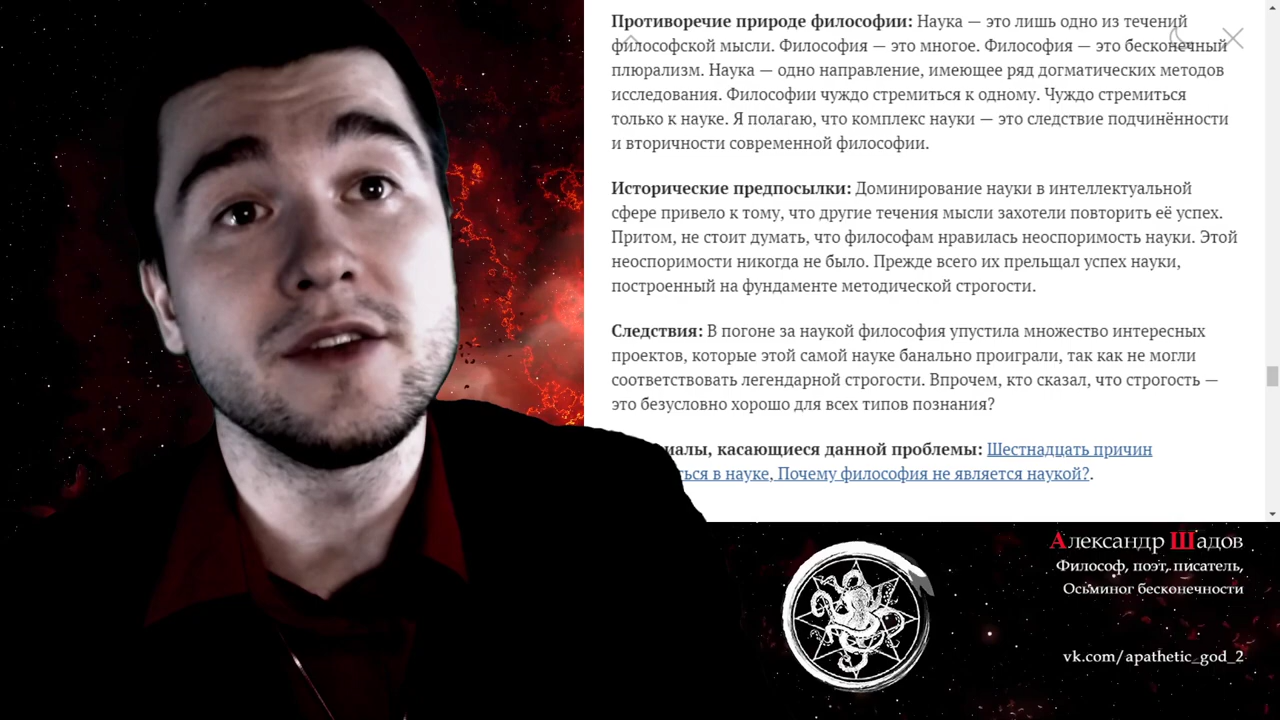 Противоречие природе философии: Наука — это лишь одно из течений
философской мысли. Философия — это многое. Философия — это бесконечный
плюрализм. Наука — одно направление, имеющее ряд догматических методов
исследования. Философии чуждо стремиться к одному. Чуждо стремиться
только к науке. Я полагаю, что комплекс науки — это следствие подчинённости
и вторичности современной философии.
Исторические предпосылки: Доминирование науки в интеллектуальной
сфере привело к тому, что другие течения мысли захотели повторить её успех.
Притом, не стоит думать, что философам нравилась неоспоримость науки. Этой
неоспоримости никогда не было. Прежде всего их прельщал успех науки,
построенный на фундаменте методической строгости.
Следствия: В погоне за наукой философия упустила множество интересных
проектов, которые этой самой науке банально проиграли, так как не могли
соответствовать легендарной строгости. Впрочем, кто сказал, что строгость —
это безусловно хорошо для всех типов познания?
касающиеся данной проблемы: Шестнадцать причин
в науке, Почему философия не является наукой?.
Александр Шадов
Философ, поэт, писатель,
Осьминог бесконечности
vk.com/apathetic_god_2